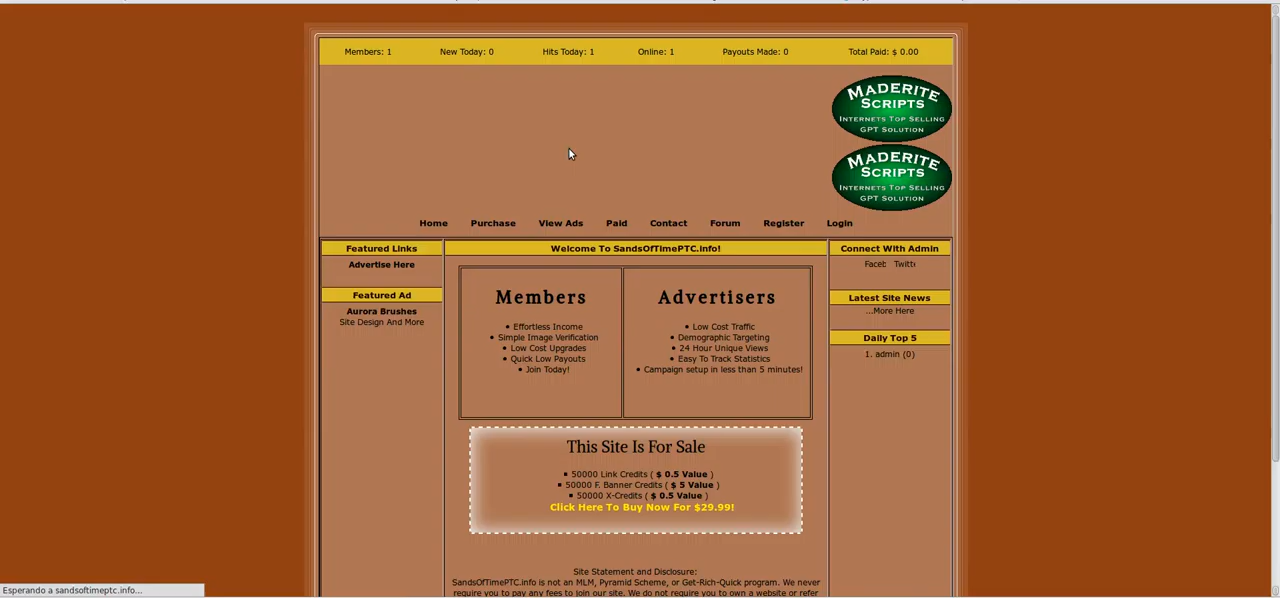 Members: 1 New Today: 0 Hits Today: 1 Online: 1 Payouts Made: 0 Total Paid: $ 0.00
MADERITE
SCRIPTS
INTERNETS TOP SELLING
GPT SOLUTION
MADERITE
SCRIPTS
INTERNETS TOP SELLING
GPT SOLUTION
Home Purchase View Ads Paid Contact Forum Register Login
Featured Links
Advertise Here
Featured Ad
Aurora Brushes
Site Design And More
Welcome To SandsOfTimePTC.info!
Members
• Effortless Income
• Simple Image Verification
• Low Cost Upgrades
• Quick Low Payouts
• Join Today!
Advertisers
• Low Cost Traffic
• Demographic Targeting
• 24 Hour Unique Views
• Easy To Track Statistics
• Campaign setup in less than 5 minutes!
This Site Is For Sale
▪ 50000 Link Credits ( $ 0.5 Value )
▪ 50000 F. Banner Credits ( $ 5 Value )
▪ 50000 X-Credits ( $ 0.5 Value )
Click Here To Buy Now For $29.99!
Site Statement and Disclosure:
SandsOfTimePTC.info is not an MLM, Pyramid Scheme, or Get-Rich-Quick program. We never
require you to pay any fees to join our site. We do not require you to own a website or refer
Connect With Admin
Faceb Twitt
Latest Site News
...More Here
Daily Top 5
1. admin (0)
Esperando a sandsoftimeptc.info...